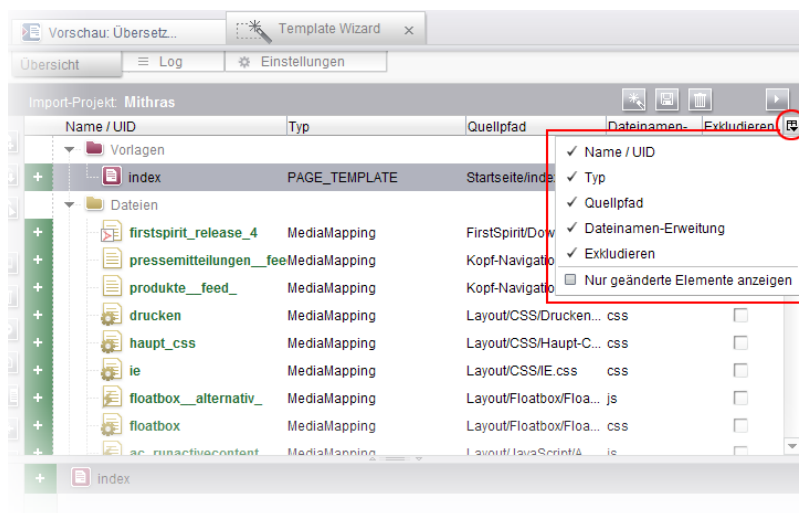 Vorschau: Übersetz...
Template Wizard
Übersicht
Log
Einstellungen
Import-Projekt: Mithras
Name / UID Typ Quellpfad Dateinamen- Exkludieren
Vorlagen
index PAGE_TEMPLATE Startseite/inde
Dateien
firstspirit_release_4 MediaMapping FirstSpirit/Dow
pressemitteilungen__fee MediaMapping Kopf-Navigatio
produkte__feed_ MediaMapping Kopf-Navigatio
drucken MediaMapping Layout/CSS/Drucken... css
haupt_css MediaMapping Layout/CSS/Haupt-C... css
ie MediaMapping Layout/CSS/IE.css css
floatbox__alternativ_ MediaMapping Layout/Floatbox/Floa... js
floatbox MediaMapping Layout/Floatbox/Floa... css
ac_runactivecontent MediaMapping Layout/JavaScript/A... js
Name / UID
Typ
Quellpfad
Dateinamen-Erweitung
Exkludieren
Nur geänderte Elemente anzeigen
index